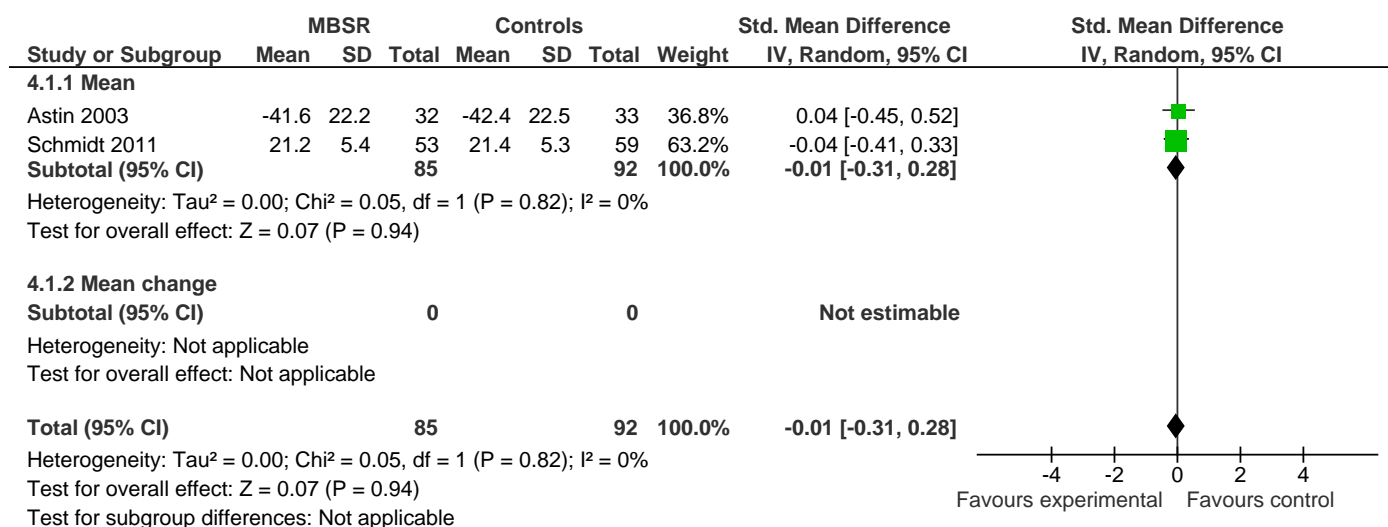 MBSR Controls Std. Mean Difference Std. Mean Difference
Study or Subgroup Mean SD Total Mean SD Total Weight IV, Random, 95% CI IV, Random, 95% CI
4.1.1 Mean
Astin 2003 -41.6 22.2 32 -42.4 22.5 33 36.8% 0.04 [-0.45, 0.52]
Schmidt 2011 21.2 5.4 53 21.4 5.3 59 63.2% -0.04 [-0.41, 0.33]
Subtotal (95% CI) 85 92 100.0% -0.01 [-0.31, 0.28]
Heterogeneity: Tau² = 0.00; Chi² = 0.05, df = 1 (P = 0.82); I² = 0%
Test for overall effect: Z = 0.07 (P = 0.94)
4.1.2 Mean change
Subtotal (95% CI) 0 0 Not estimable
Heterogeneity: Not applicable
Test for overall effect: Not applicable
Total (95% CI) 85 92 100.0% -0.01 [-0.31, 0.28]
Heterogeneity: Tau² = 0.00; Chi² = 0.05, df = 1 (P = 0.82); I² = 0%
Test for overall effect: Z = 0.07 (P = 0.94)
Test for subgroup differences: Not applicable
-4 -2 0 2 4
Favours experimental Favours control